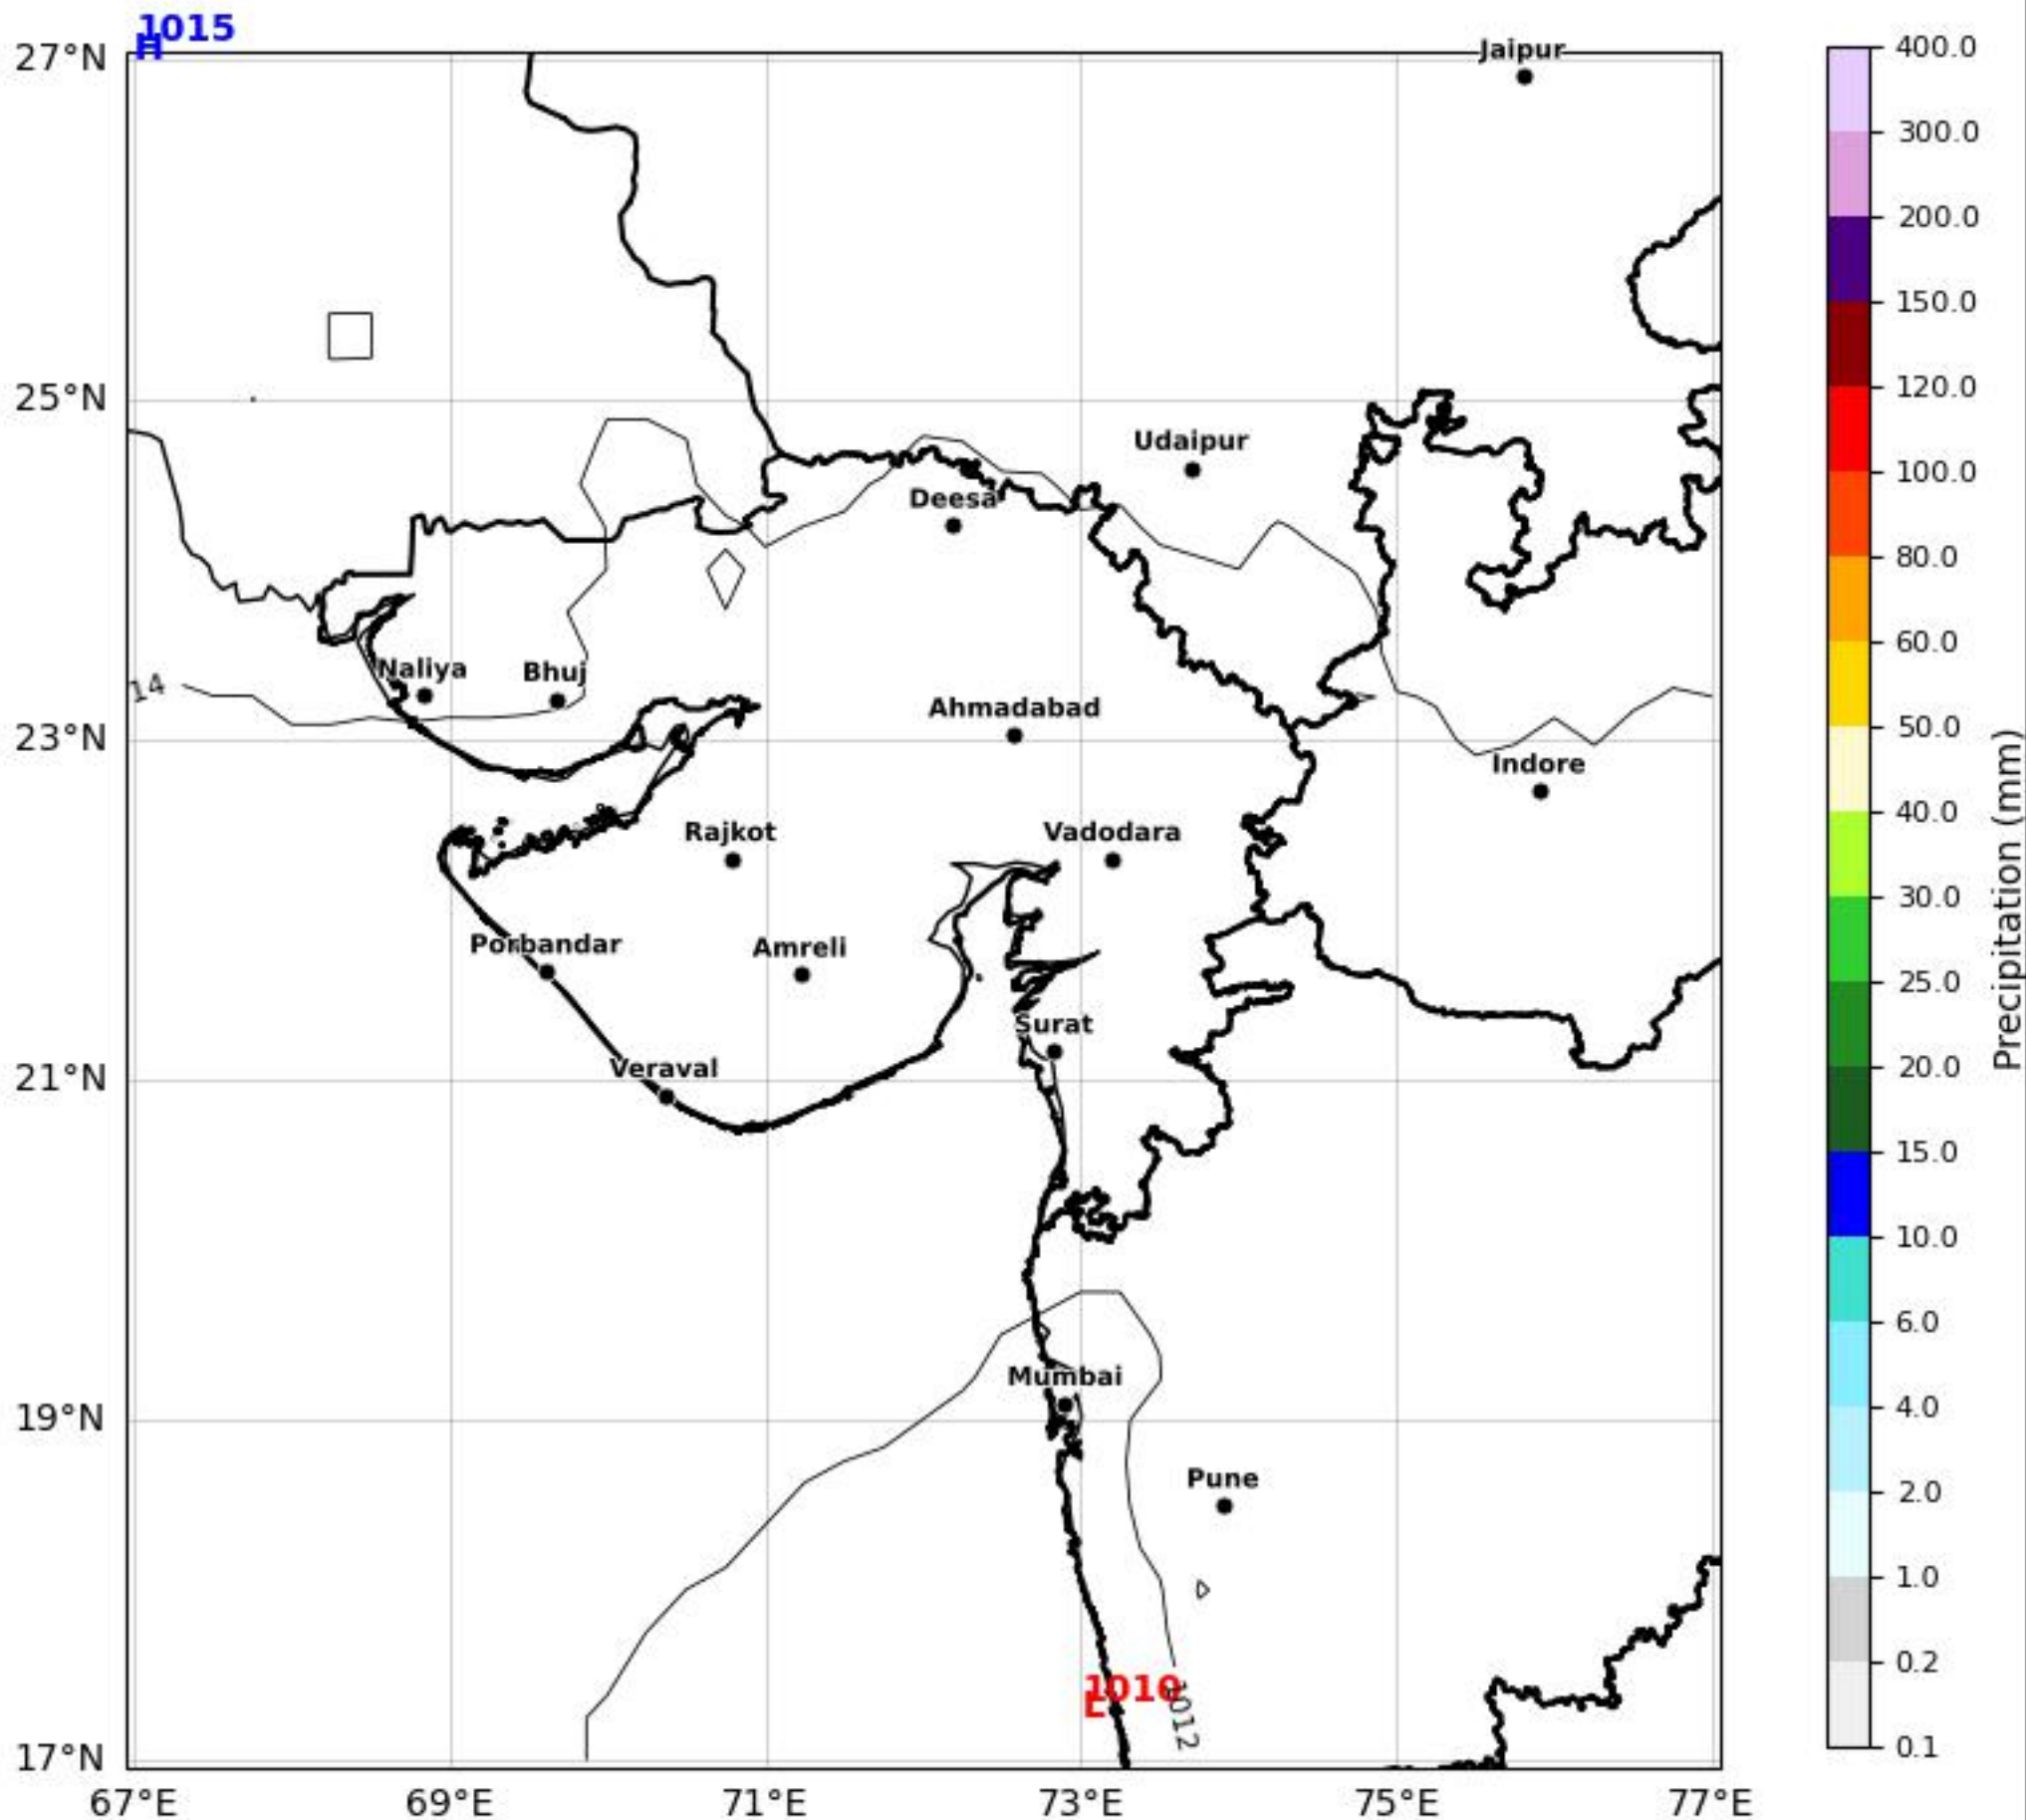 1015
H
27°N
Jaipur
400.0
300.0
200.0
150.0
25°N
120.0
Udaipur
100.0
Deesa
80.0
60.0
Naliya
Bhuj
14
Ahmadabad
50.0
23°N
Indore
40.0
Rajkot
Vadodara
30.0
Porbandar
Amreli
25.0
Precipitation (mm)
Surat
21°N
Veraval
20.0
15.0
10.0
6.0
Mumbai
4.0
19°N
Pune
2.0
1.0
1010
L
1012
0.2
17°N
0.1
67°E
69°E
71°E
73°E
75°E
77°E